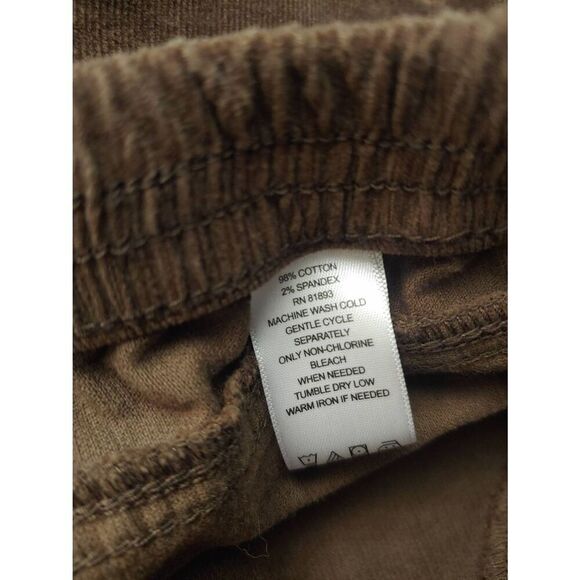 98% COTTON
2% SPANDEX
RN 81893
MACHINE WASH COLD
GENTLE CYCLE
SEPARATELY
ONLY NON-CHLORINE
BLEACH
WHEN NEEDED
TUMBLE DRY LOW
WARM IRON IF NEEDED